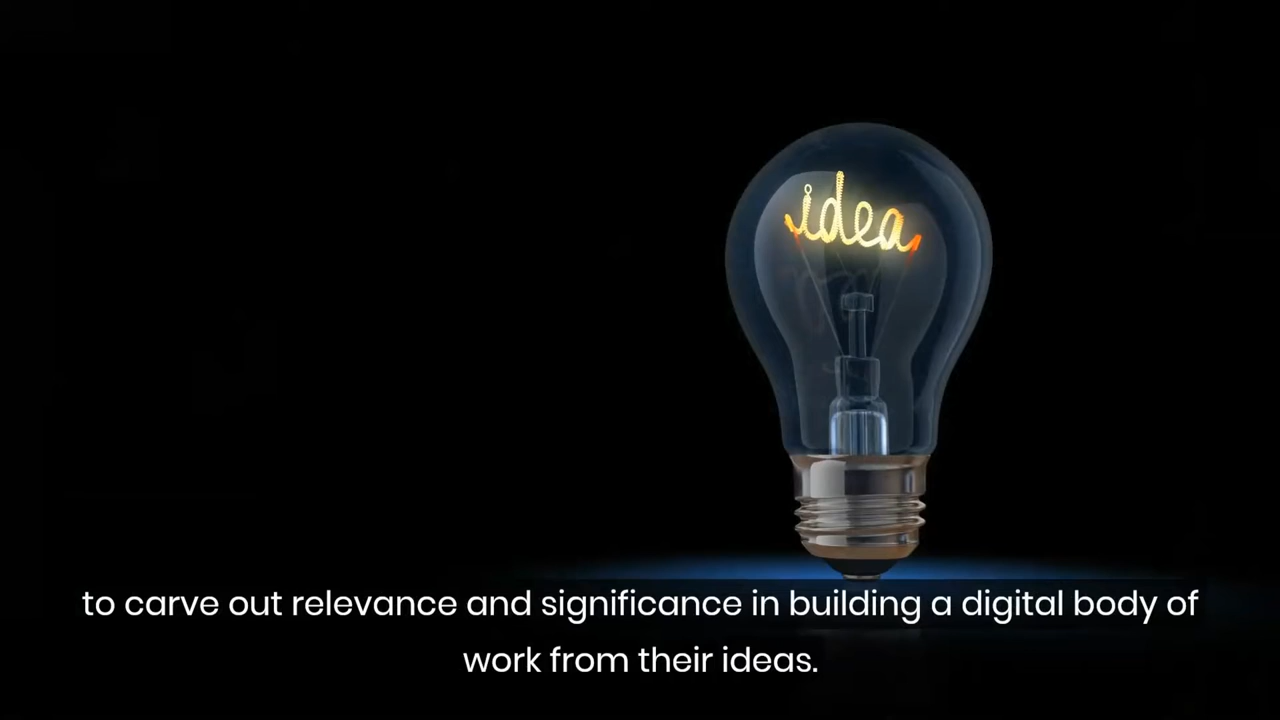 idea
to carve out relevance and significance in building a digital body of
work from their ideas.